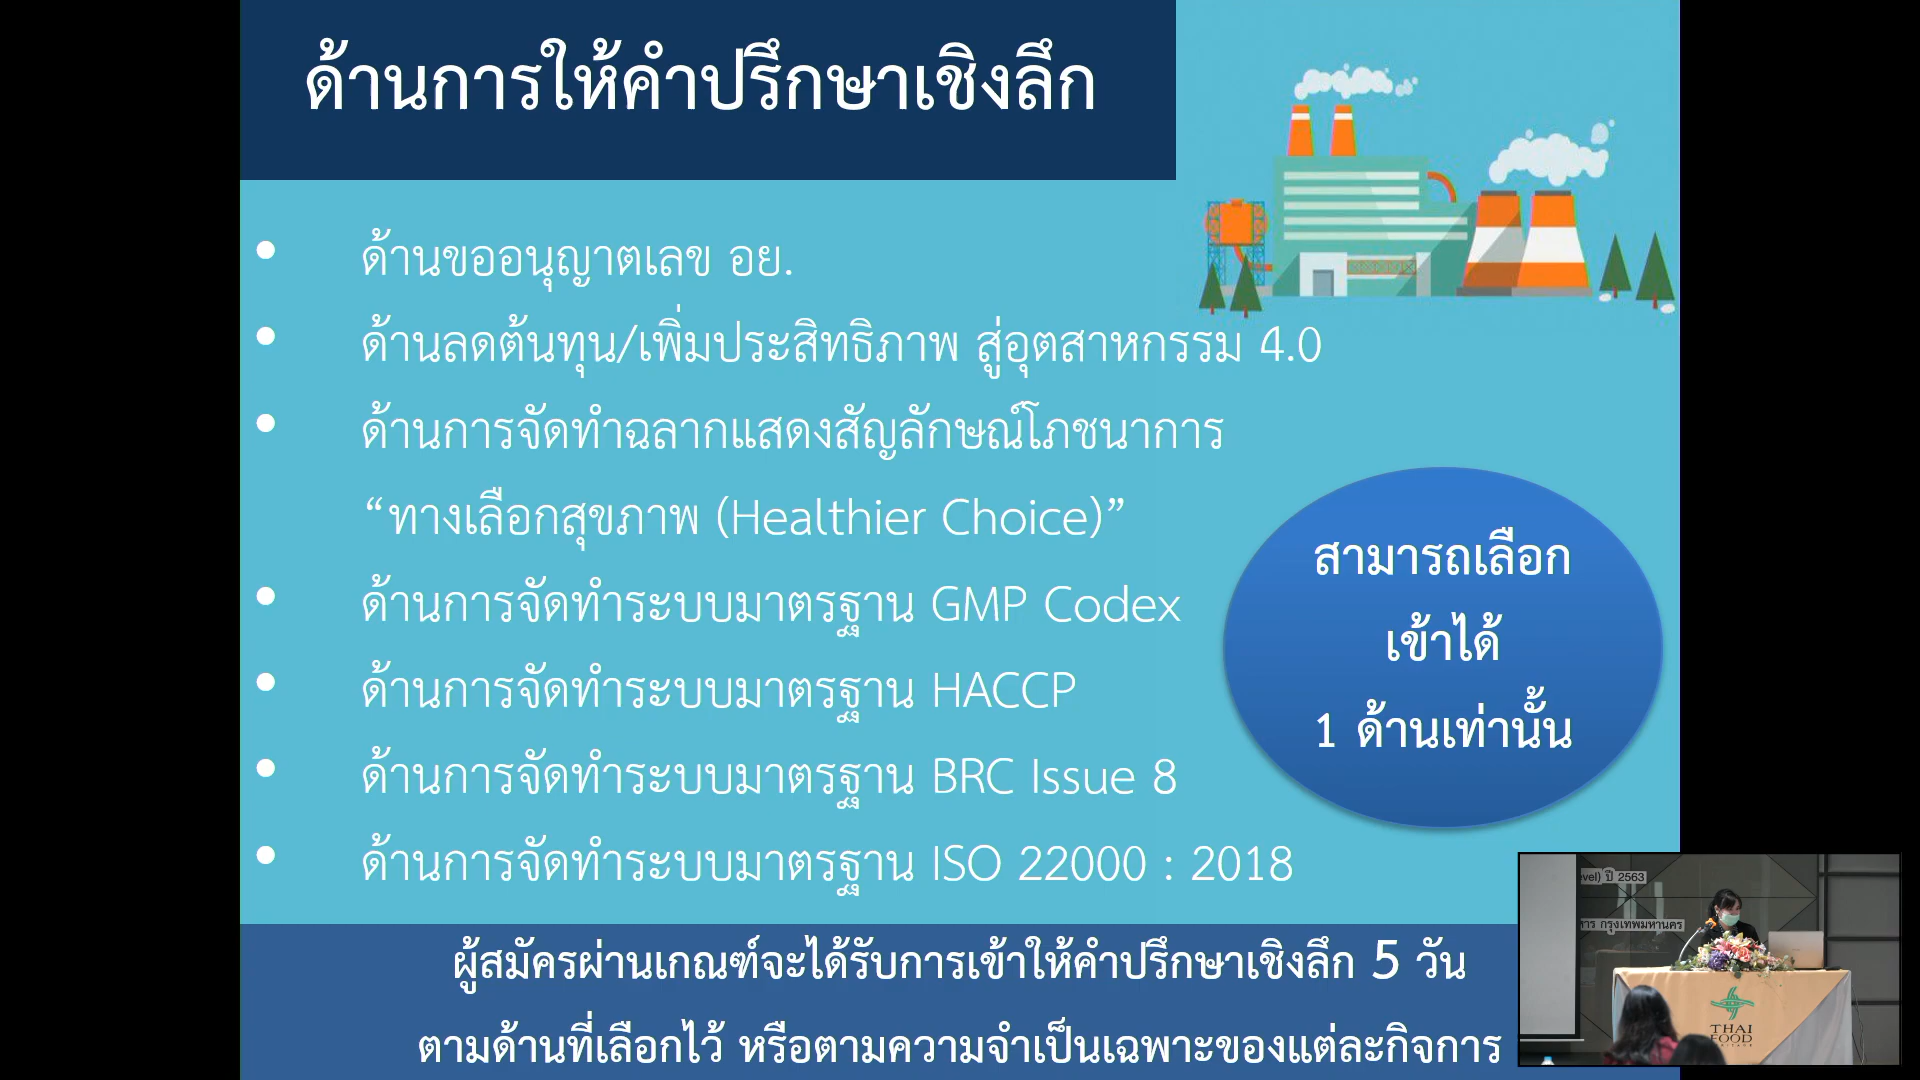 ด้านการให้คำปรึกษาเชิงลึก
• ด้านขออนุญาตเลข อย.
• ด้านลดต้นทุน/เพิ่มประสิทธิภาพ สู่อุตสาหกรรม 4.0
• ด้านการจัดทำฉลากแสดงสัญลักษณ์โภชนาการ
“ทางเลือกสุขภาพ (Healthier Choice)”
• ด้านการจัดทำระบบมาตรฐาน GMP Codex
• ด้านการจัดทำระบบมาตรฐาน HACCP
• ด้านการจัดทำระบบมาตรฐาน BRC Issue 8
• ด้านการจัดทำระบบมาตรฐาน ISO 22000 : 2018
สามารถเลือก
เข้าได้
1 ด้านเท่านั้น
ผู้สมัครผ่านเกณฑ์จะได้รับการเข้าให้คำปรึกษาเชิงลึก 5 วัน
ตามด้านที่เลือกไว้ หรือตามความจำเป็นเฉพาะของแต่ละกิจการ
vel) ปี 2563
กรุงเทพมหานคร
THAI
FOOD